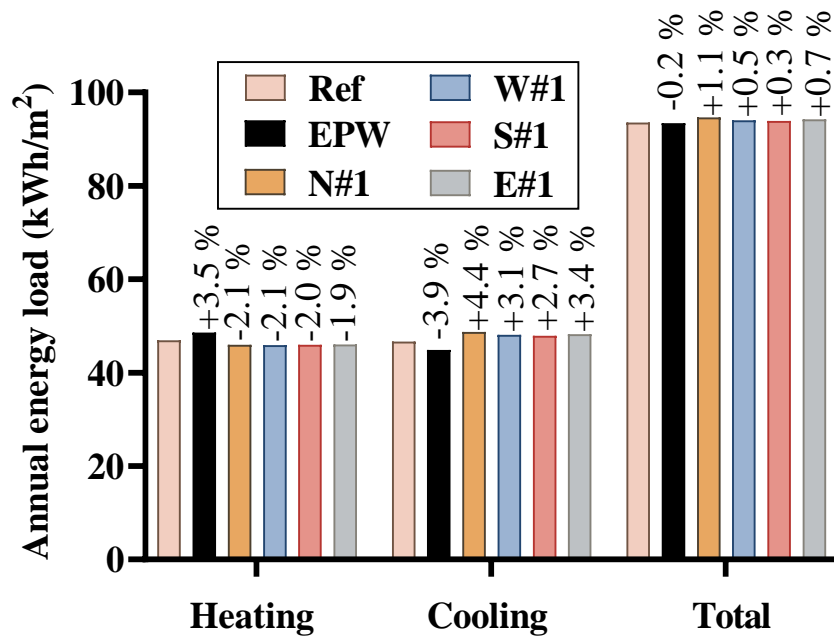 -0.2 %
+1.1 %
+0.5 %
+0.3 %
+0.7 %
Ref
W#1
EPW
S#1
N#1
E#1
100
80
60
40
20
0
Annual energy load (kWh/m²)
+3.5 %
-2.1 %
-2.1 %
-2.0 %
-1.9 %
-3.9 %
+4.4 %
+3.1 %
+2.7 %
+3.4 %
Heating
Cooling
Total